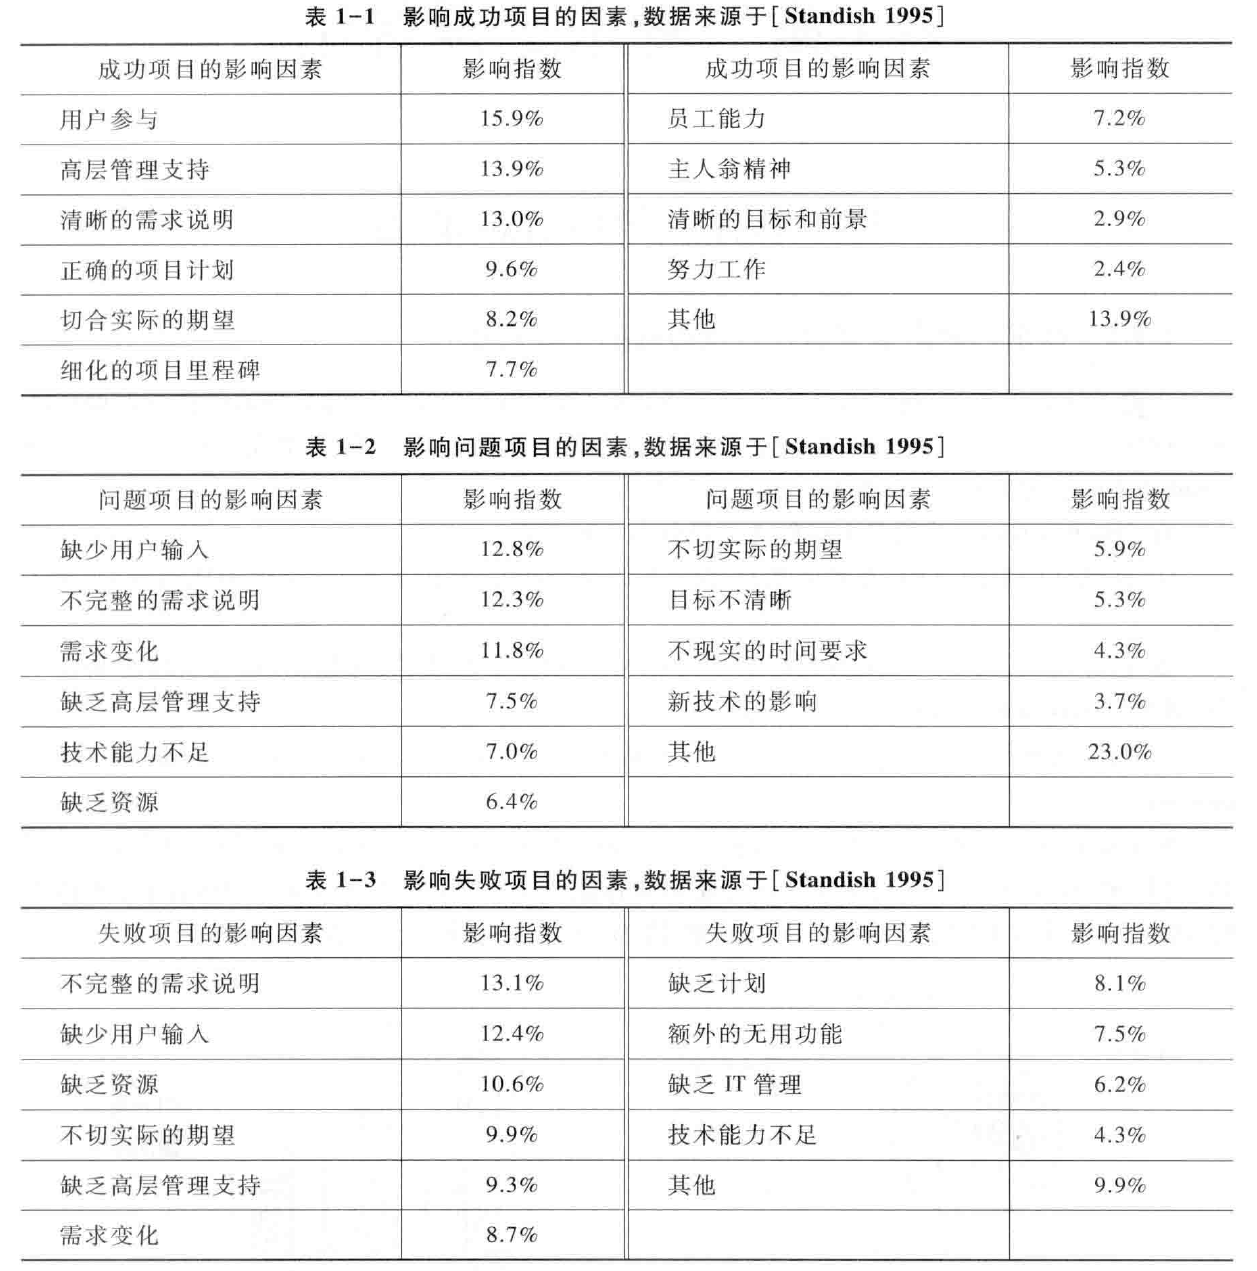 表 1-1 影响成功项目的因素,数据来源于[Standish 1995]
成功项目的影响因素 影响指数 成功项目的影响因素 影响指数
用户参与 15.9% 员工能力 7.2%
高层管理支持 13.9% 主人翁精神 5.3%
清晰的需求说明 13.0% 清晰的目标和前景 2.9%
正确的项目计划 9.6% 努力工作 2.4%
切合实际的期望 8.2% 其他 13.9%
细化的项目里程碑 7.7%
表 1-2 影响问题项目的因素,数据来源于[Standish 1995]
问题项目的影响因素 影响指数 问题项目的影响因素 影响指数
缺少用户输入 12.8% 不切实际的期望 5.9%
不完整的需求说明 12.3% 目标不清晰 5.3%
需求变化 11.8% 不现实的时间要求 4.3%
缺乏高层管理支持 7.5% 新技术的影响 3.7%
技术能力不足 7.0% 其他 23.0%
缺乏资源 6.4%
表 1-3 影响失败项目的因素,数据来源于[Standish 1995]
失败项目的影响因素 影响指数 失败项目的影响因素 影响指数
不完整的需求说明 13.1% 缺乏计划 8.1%
缺少用户输入 12.4% 额外的无用功能 7.5%
缺乏资源 10.6% 缺乏 IT 管理 6.2%
不切实际的期望 9.9% 技术能力不足 4.3%
缺乏高层管理支持 9.3% 其他 9.9%
需求变化 8.7%